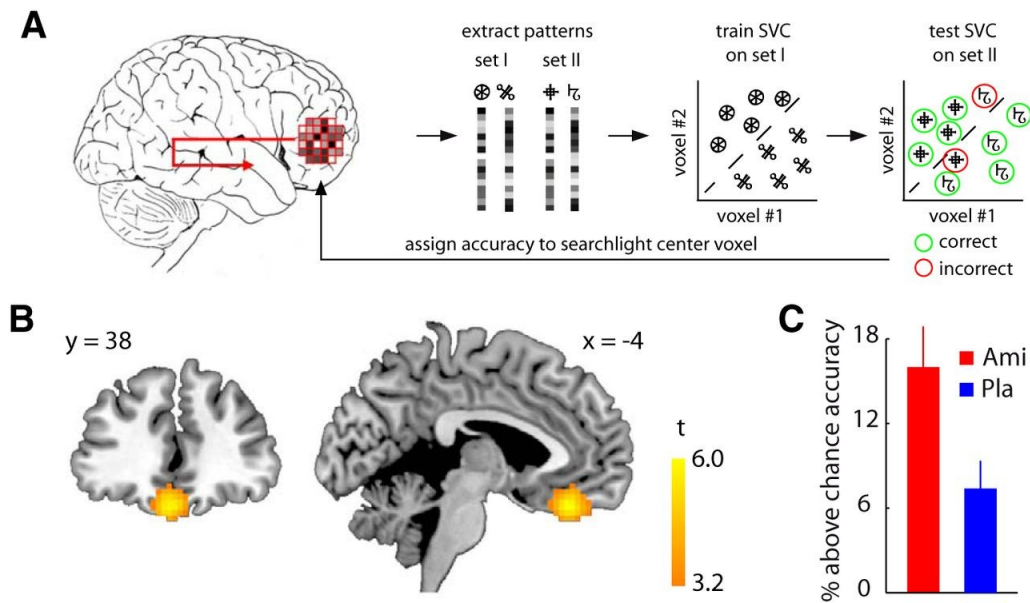 A
extract patterns
set I
set II
train SVC
on set I
test SVC
on set II
voxel #2
voxel #1
voxel #2
voxel #1
assign accuracy to searchlight center voxel
correct
incorrect
B
y = 38
x = -4
t
6.0
3.2
C
% above chance accuracy
18
12
6
0
Ami
Pla